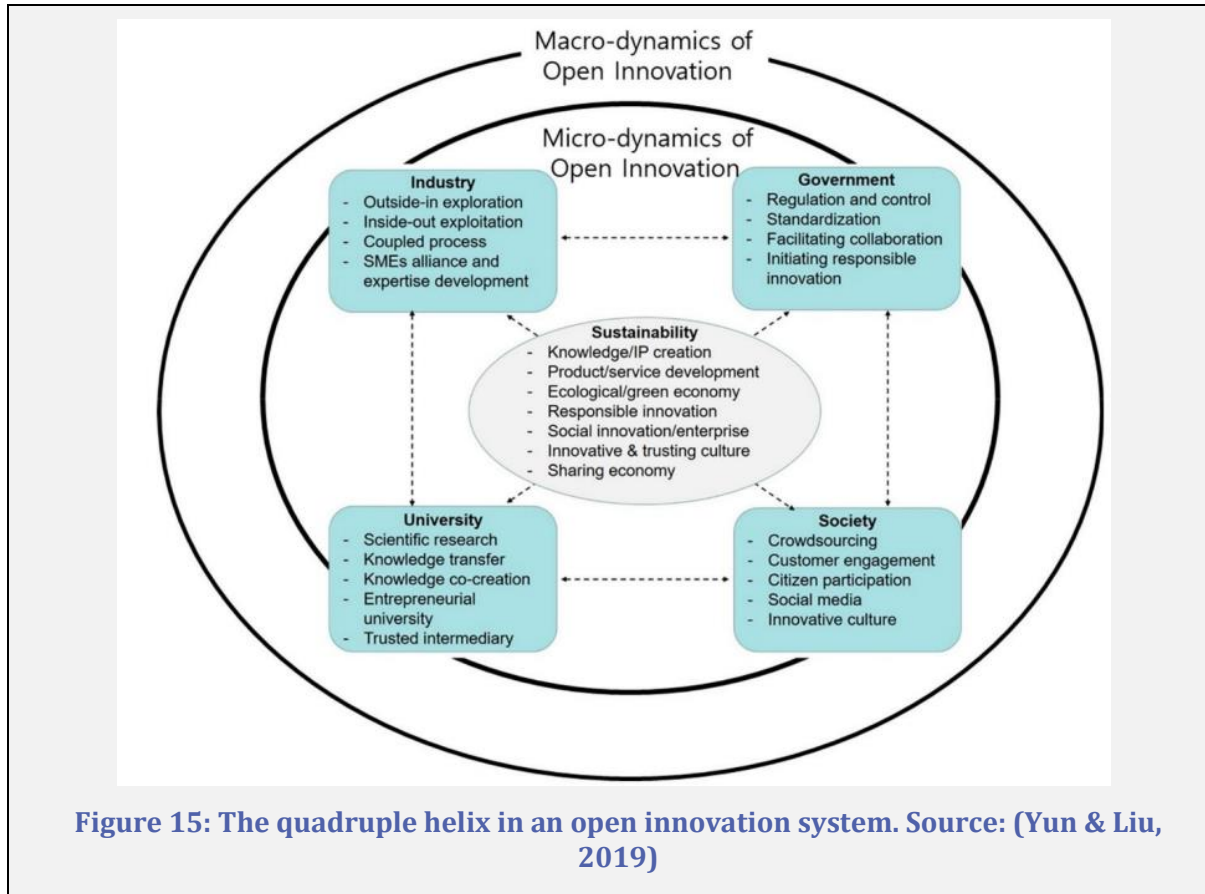 Macro-dynamics of
Open Innovation
Micro-dynamics of
Open Innovation
Industry
- Outside-in exploration
- Inside-out exploitation
- Coupled process
- SMEs alliance and
expertise development
Government
- Regulation and control
- Standardization
- Facilitating collaboration
- Initiating responsible
innovation
Sustainability
- Knowledge/IP creation
- Product/service development
- Ecological/green economy
- Responsible innovation
- Social innovation/enterprise
- Innovative & trusting culture
- Sharing economy
University
- Scientific research
- Knowledge transfer
- Knowledge co-creation
- Entrepreneurial
university
- Trusted intermediary
Society
- Crowdsourcing
- Customer engagement
- Citizen participation
- Social media
- Innovative culture
Figure 15: The quadruple helix in an open innovation system. Source: (Yun & Liu,
2019)